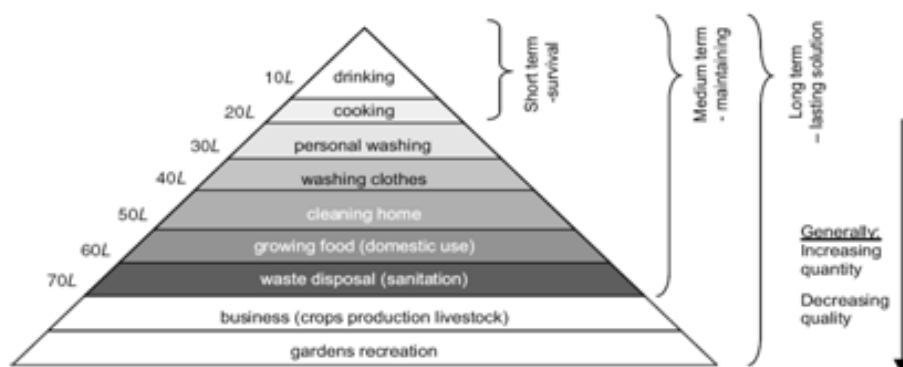 10L
drinking
20L
cooking
30L
personal washing
40L
washing clothes
50L
cleaning home
60L
growing food (domestic use)
70L
waste disposal (sanitation)
business (crops production livestock)
gardens recreation
Short term
-survival
Medium term
- maintaining
Long term
– lasting solution
Generally:
Increasing
quantity
Decreasing
quality